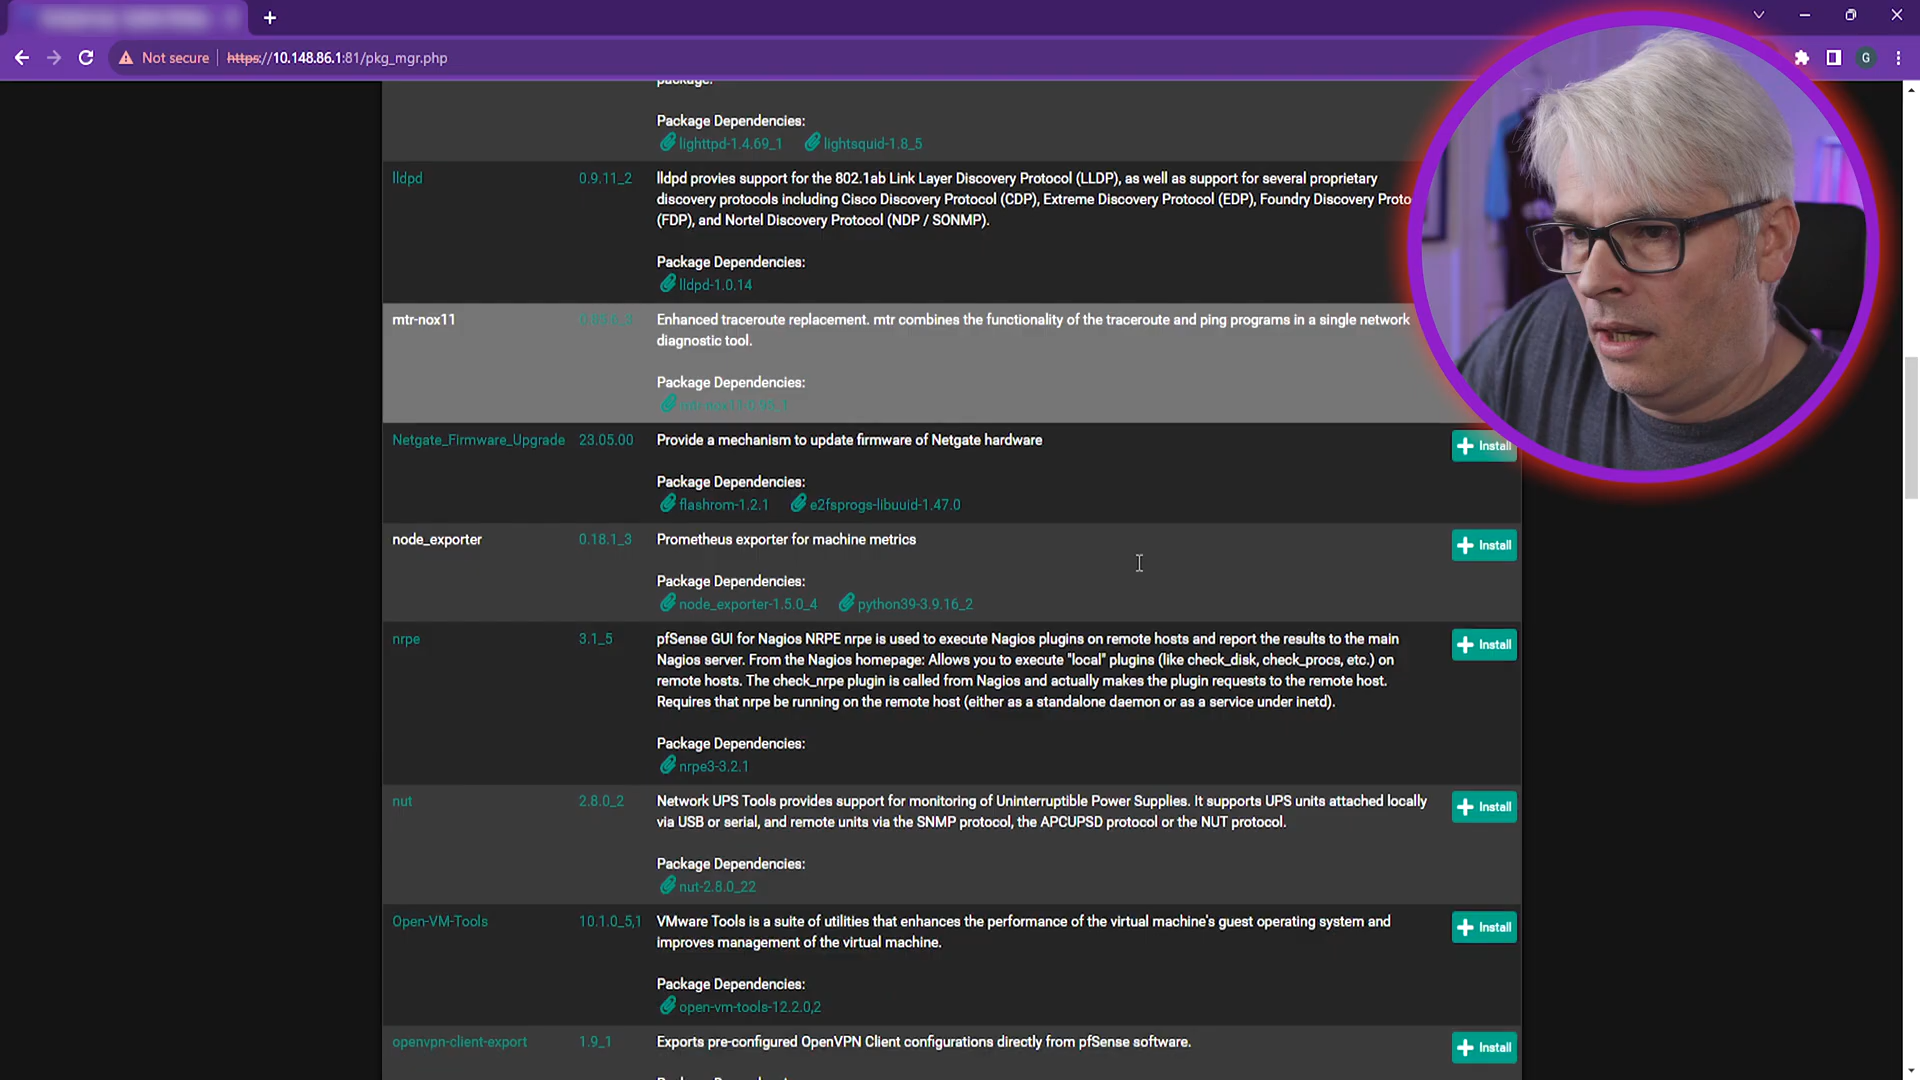 Not secure
https://10.148.86.1:81/pkg_mgr.php
G
package.
Package Dependencies:
lighttpd-1.4.69_1 lightsquid-1.8_5
lldpd 0.9.11_2 lldpd provies support for the 802.1ab Link Layer Discovery Protocol (LLDP), as well as support for several proprietary
discovery protocols including Cisco Discovery Protocol (CDP), Extreme Discovery Protocol (EDP), Foundry Discovery Proto
(FDP), and Nortel Discovery Protocol (NDP / SONMP).
Package Dependencies:
lldpd-1.0.14
mtr-nox11 Enhanced traceroute replacement. mtr combines the functionality of the traceroute and ping programs in a single network
diagnostic tool.
Package Dependencies:
mtr-nox11-0.95_1
Netgate_Firmware_Upgrade 23.05.00 Provide a mechanism to update firmware of Netgate hardware Install
Package Dependencies:
flashrom-1.2.1 e2fsprogs-libuuid-1.47.0
node_exporter 0.18.1_3 Prometheus exporter for machine metrics Install
Package Dependencies:
node_exporter-1.5.0_4 python39-3.9.16_2
nrpe 3.1_5 pfSense GUI for Nagios NRPE nrpe is used to execute Nagios plugins on remote hosts and report the results to the main Install
Nagios server. From the Nagios homepage: Allows you to execute "local" plugins (like check_disk, check_procs, etc.) on
remote hosts. The check_nrpe plugin is called from Nagios and actually makes the plugin requests to the remote host.
Requires that nrpe be running on the remote host (either as a standalone daemon or as a service under inetd).
Package Dependencies:
nrpe3-3.2.1
nut 2.8.0_2 Network UPS Tools provides support for monitoring of Uninterruptible Power Supplies. It supports UPS units attached locally Install
via USB or serial, and remote units via the SNMP protocol, the APCUPSD protocol or the NUT protocol.
Package Dependencies:
nut-2.8.0_22
Open-VM-Tools 10.1.0_5,1 VMware Tools is a suite of utilities that enhances the performance of the virtual machine's guest operating system and Install
improves management of the virtual machine.
Package Dependencies:
open-vm-tools-12.2.0,2
openvpn-client-export 1.9_1 Exports pre-configured OpenVPN Client configurations directly from pfSense software. Install